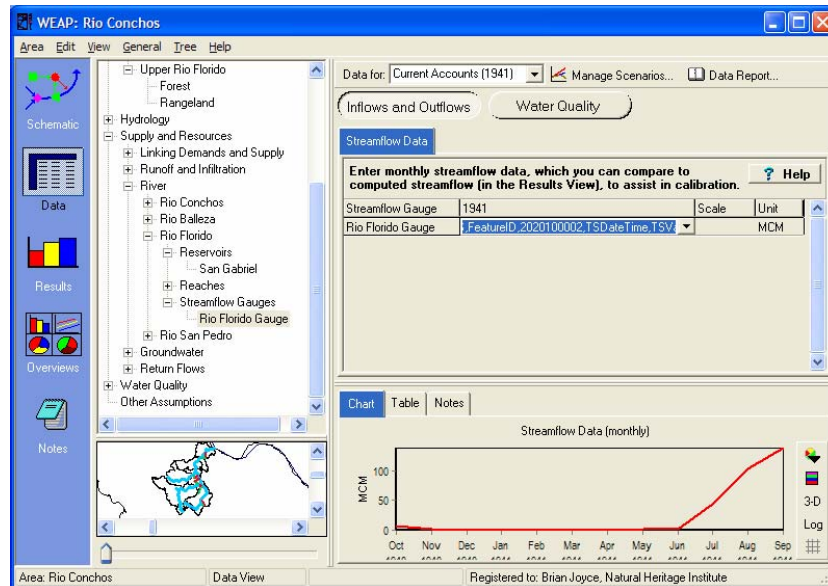 WEAP: Rio Conchos
Area Edit View General Tree Help
Schematic
Data
Results
Overviews
Notes
Upper Rio Florido
Forest
Rangeland
Hydrology
Supply and Resources
Linking Demands and Supply
Runoff and Infiltration
River
Rio Conchos
Rio Balleza
Rio Florido
Reservoirs
San Gabriel
Reaches
Streamflow Gauges
Rio Florido Gauge
Rio San Pedro
Groundwater
Return Flows
Water Quality
Other Assumptions
Data for: Current Accounts (1941) Manage Scenarios... Data Report...
Inflows and Outflows Water Quality
Streamflow Data
Enter monthly streamflow data, which you can compare to
computed streamflow (in the Results View), to assist in calibration.
? Help
Streamflow Gauge 1941 Scale Unit
Rio Florido Gauge ,FeatureID,2020100002,TSDateTime,TSVa MCM
Chart Table Notes
Streamflow Data (monthly)
MCM
100
50
0
Oct Nov Dec Jan Feb Mar Apr May Jun Jul Aug Sep
3-D
Log
Area: Rio Conchos Data View Registered to: Brian Joyce, Natural Heritage Institute